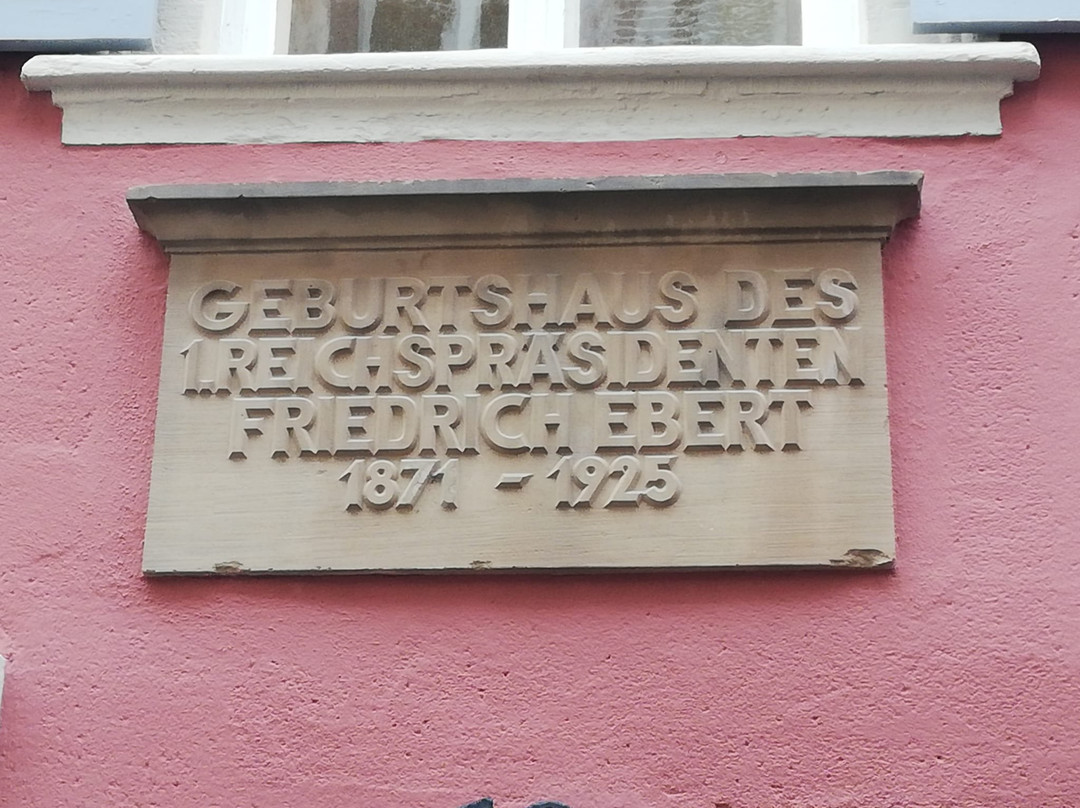 GEBURTSHAUS DES
1.REICHSPRÄSIDENTEN
FRIEDRICH EBERT
1871 - 1925